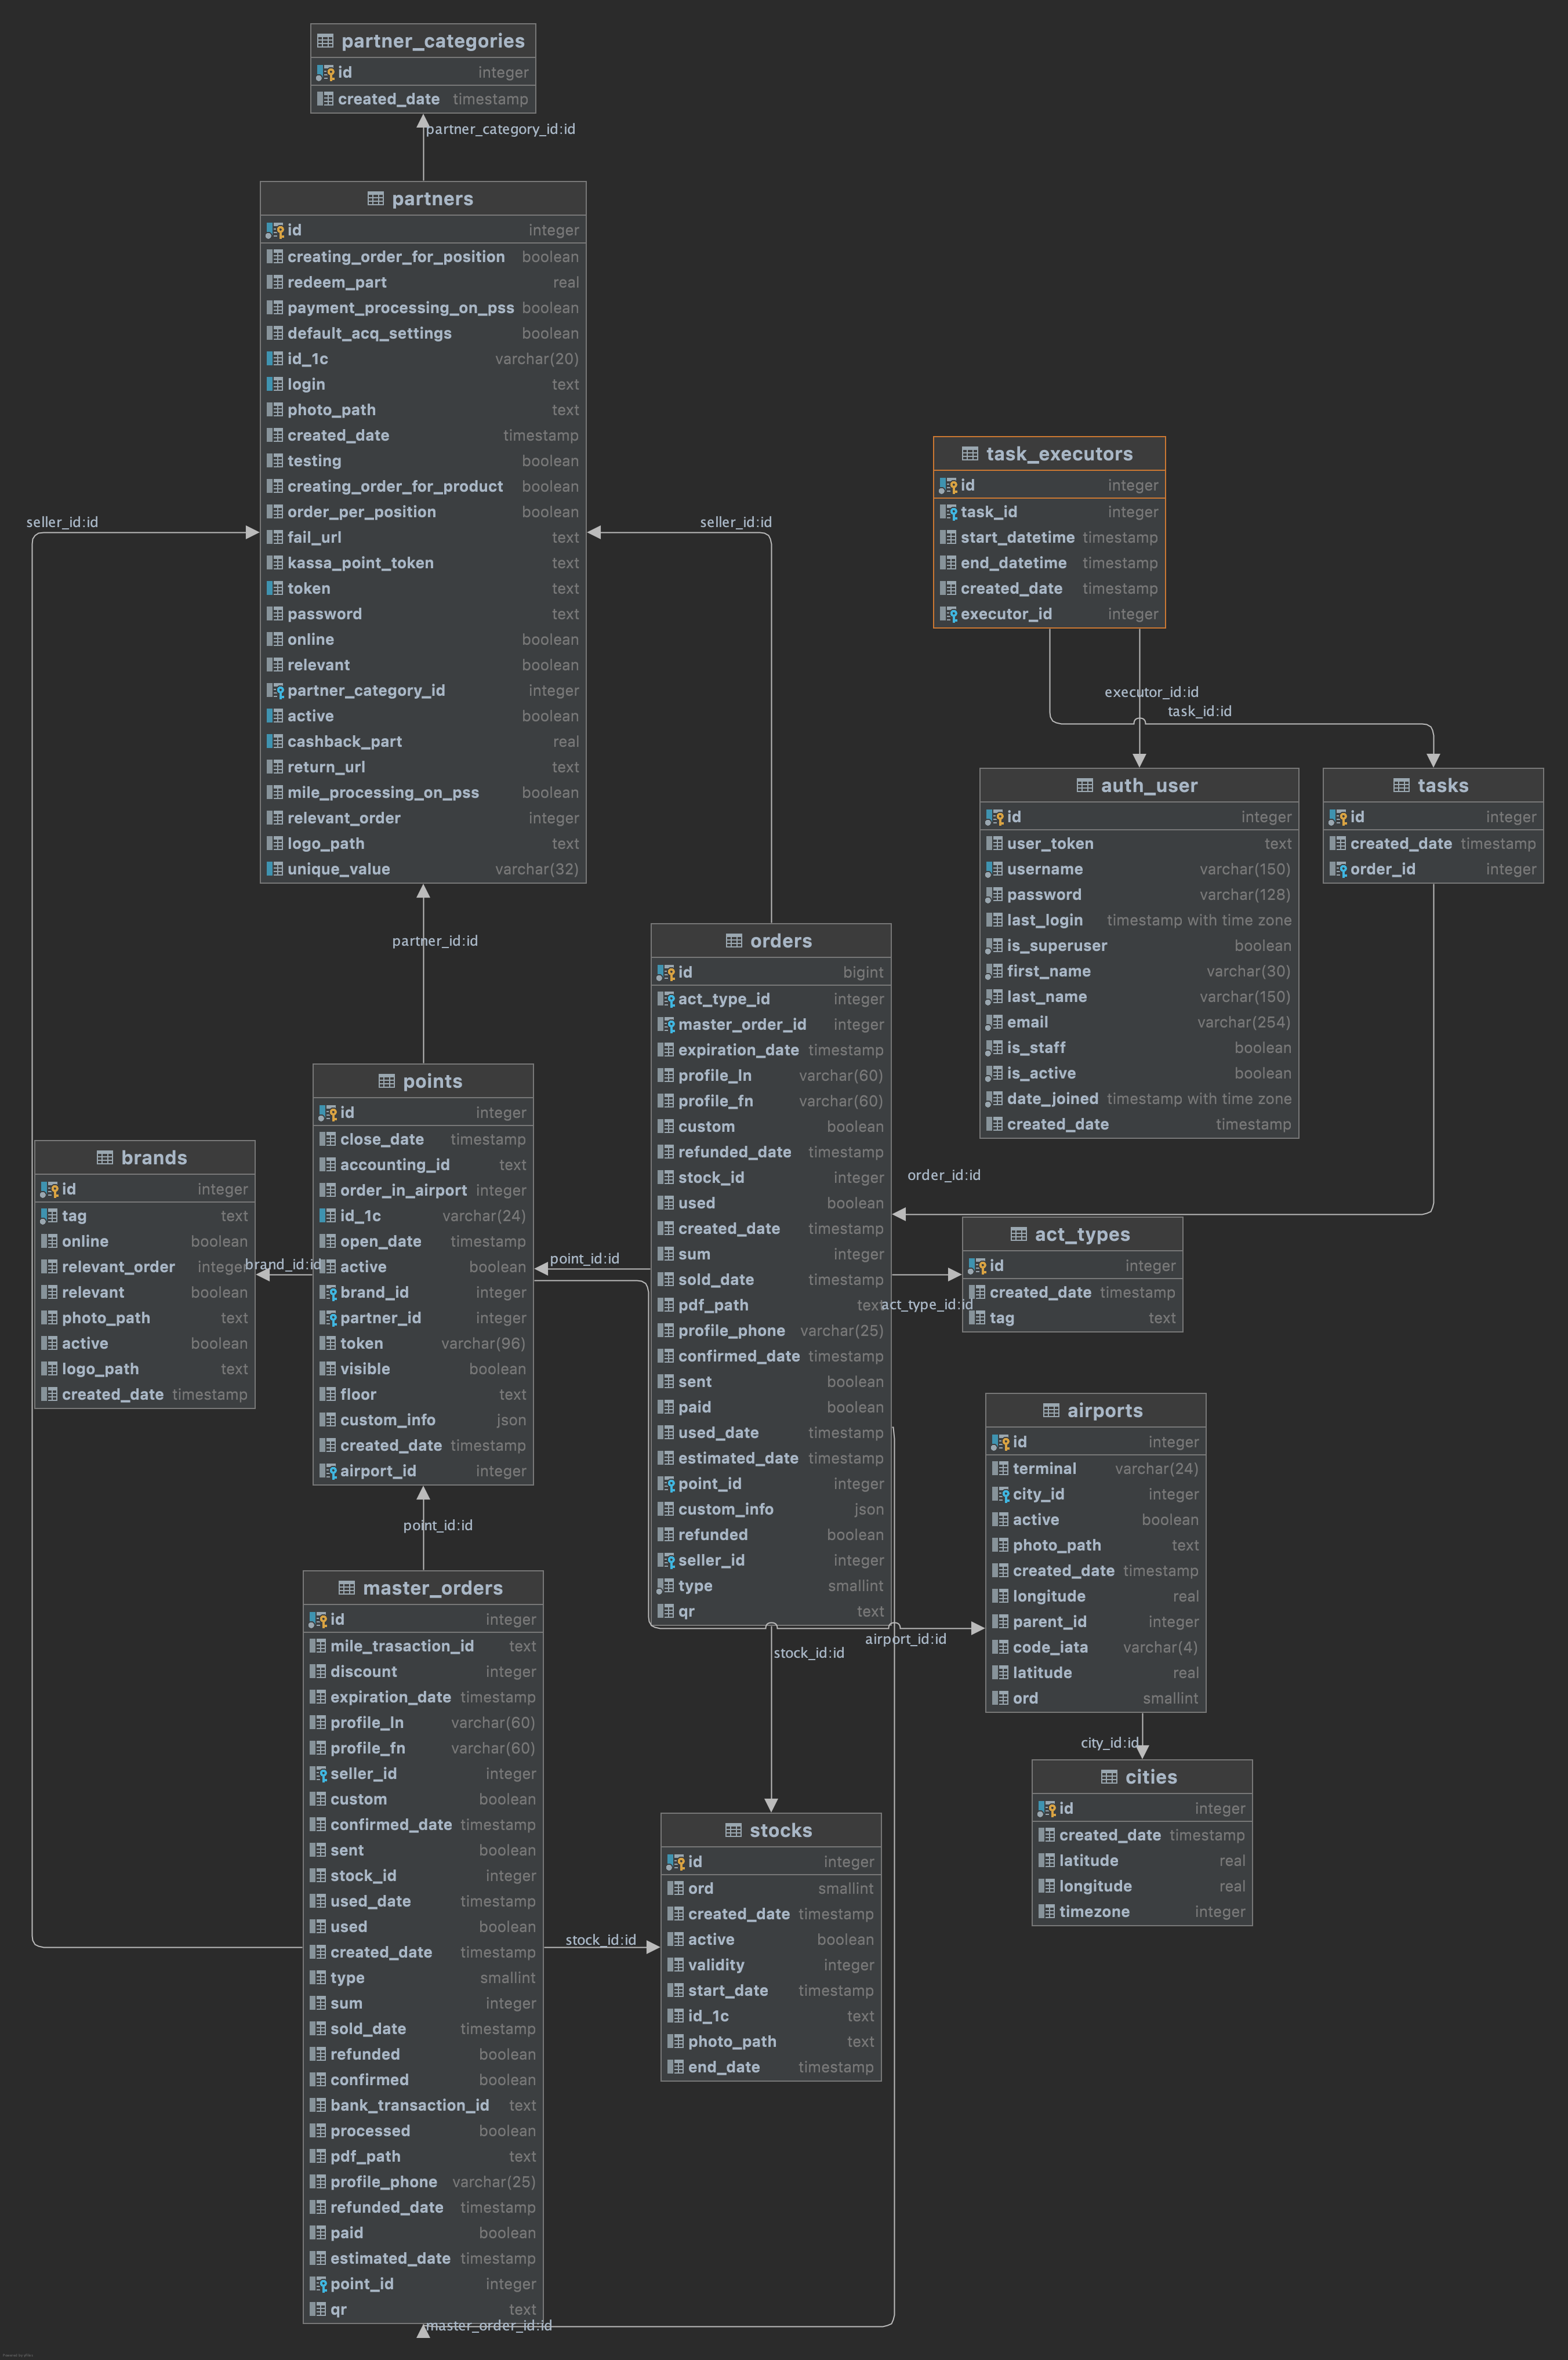 partner_categories
id integer
created_date timestamp
partner_category_id:id
partners
id integer
creating_order_for_position boolean
redeem_part real
payment_processing_on_pss boolean
default_acq_settings boolean
id_1c varchar(20)
login text
photo_path text
created_date timestamp
testing boolean
creating_order_for_product boolean
order_per_position boolean
fail_url text
kassa_point_token text
token text
password text
online boolean
relevant boolean
partner_category_id integer
active boolean
cashback_part real
return_url text
mile_processing_on_pss boolean
relevant_order integer
logo_path text
unique_value varchar(32)
seller_id:id
seller_id:id
task_executors
id integer
task_id integer
start_datetime timestamp
end_datetime timestamp
created_date timestamp
executor_id integer
executor_id:id
task_id:id
auth_user
id integer
user_token text
username varchar(150)
password varchar(128)
last_login timestamp with time zone
is_superuser boolean
first_name varchar(30)
last_name varchar(150)
email varchar(254)
is_staff boolean
is_active boolean
date_joined timestamp with time zone
created_date timestamp
tasks
id integer
created_date timestamp
order_id integer
partner_id:id
orders
id bigint
act_type_id integer
master_order_id integer
expiration_date timestamp
profile_ln varchar(60)
profile_fn varchar(60)
custom boolean
refunded_date timestamp
stock_id integer
used boolean
created_date timestamp
sum integer
sold_date timestamp
pdf_path text
profile_phone varchar(25)
confirmed_date timestamp
sent boolean
paid boolean
used_date timestamp
estimated_date timestamp
point_id integer
custom_info json
refunded boolean
seller_id integer
type smallint
qr text
points
id integer
close_date timestamp
accounting_id text
order_in_airport integer
id_1c varchar(24)
open_date timestamp
active boolean
brand_id integer
partner_id integer
token varchar(96)
visible boolean
floor text
custom_info json
created_date timestamp
airport_id integer
brands
id integer
tag text
online boolean
relevant_order integer
relevant boolean
photo_path text
active boolean
logo_path text
created_date timestamp
brand_id:id
point_id:id
order_id:id
act_type_id:id
act_types
id integer
created_date timestamp
tag text
airports
id integer
terminal varchar(24)
city_id integer
active boolean
photo_path text
created_date timestamp
longitude real
parent_id integer
code_iata varchar(4)
latitude real
ord smallint
point_id:id
airport_id:id
stock_id:id
city_id:id
master_orders
id integer
mile_trasaction_id text
discount integer
expiration_date timestamp
profile_ln varchar(60)
profile_fn varchar(60)
seller_id integer
custom boolean
confirmed_date timestamp
sent boolean
stock_id integer
used_date timestamp
used boolean
created_date timestamp
type smallint
sum integer
sold_date timestamp
refunded boolean
confirmed boolean
bank_transaction_id text
processed boolean
pdf_path text
profile_phone varchar(25)
refunded_date timestamp
paid boolean
estimated_date timestamp
point_id integer
qr text
stock_id:id
stocks
id integer
ord smallint
created_date timestamp
active boolean
validity integer
start_date timestamp
id_1c text
photo_path text
end_date timestamp
cities
id integer
created_date timestamp
latitude real
longitude real
timezone integer
master_order_id:id